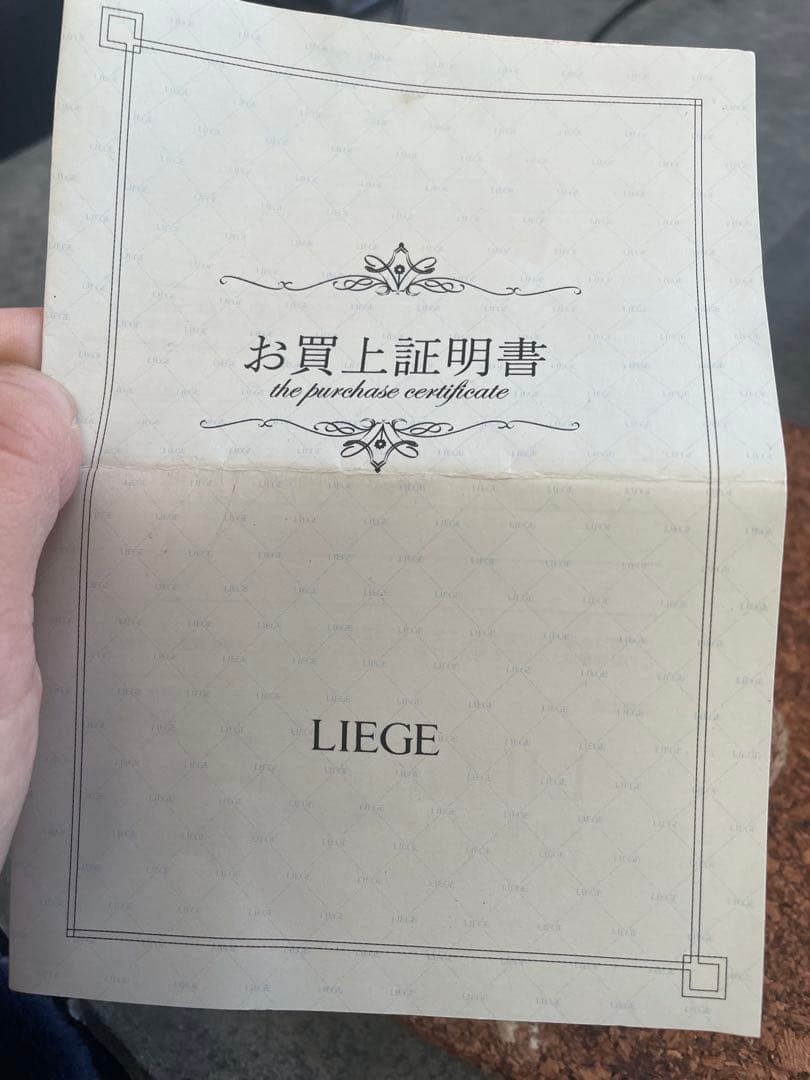 お買上証明書
the purchase certificate
LIEGE